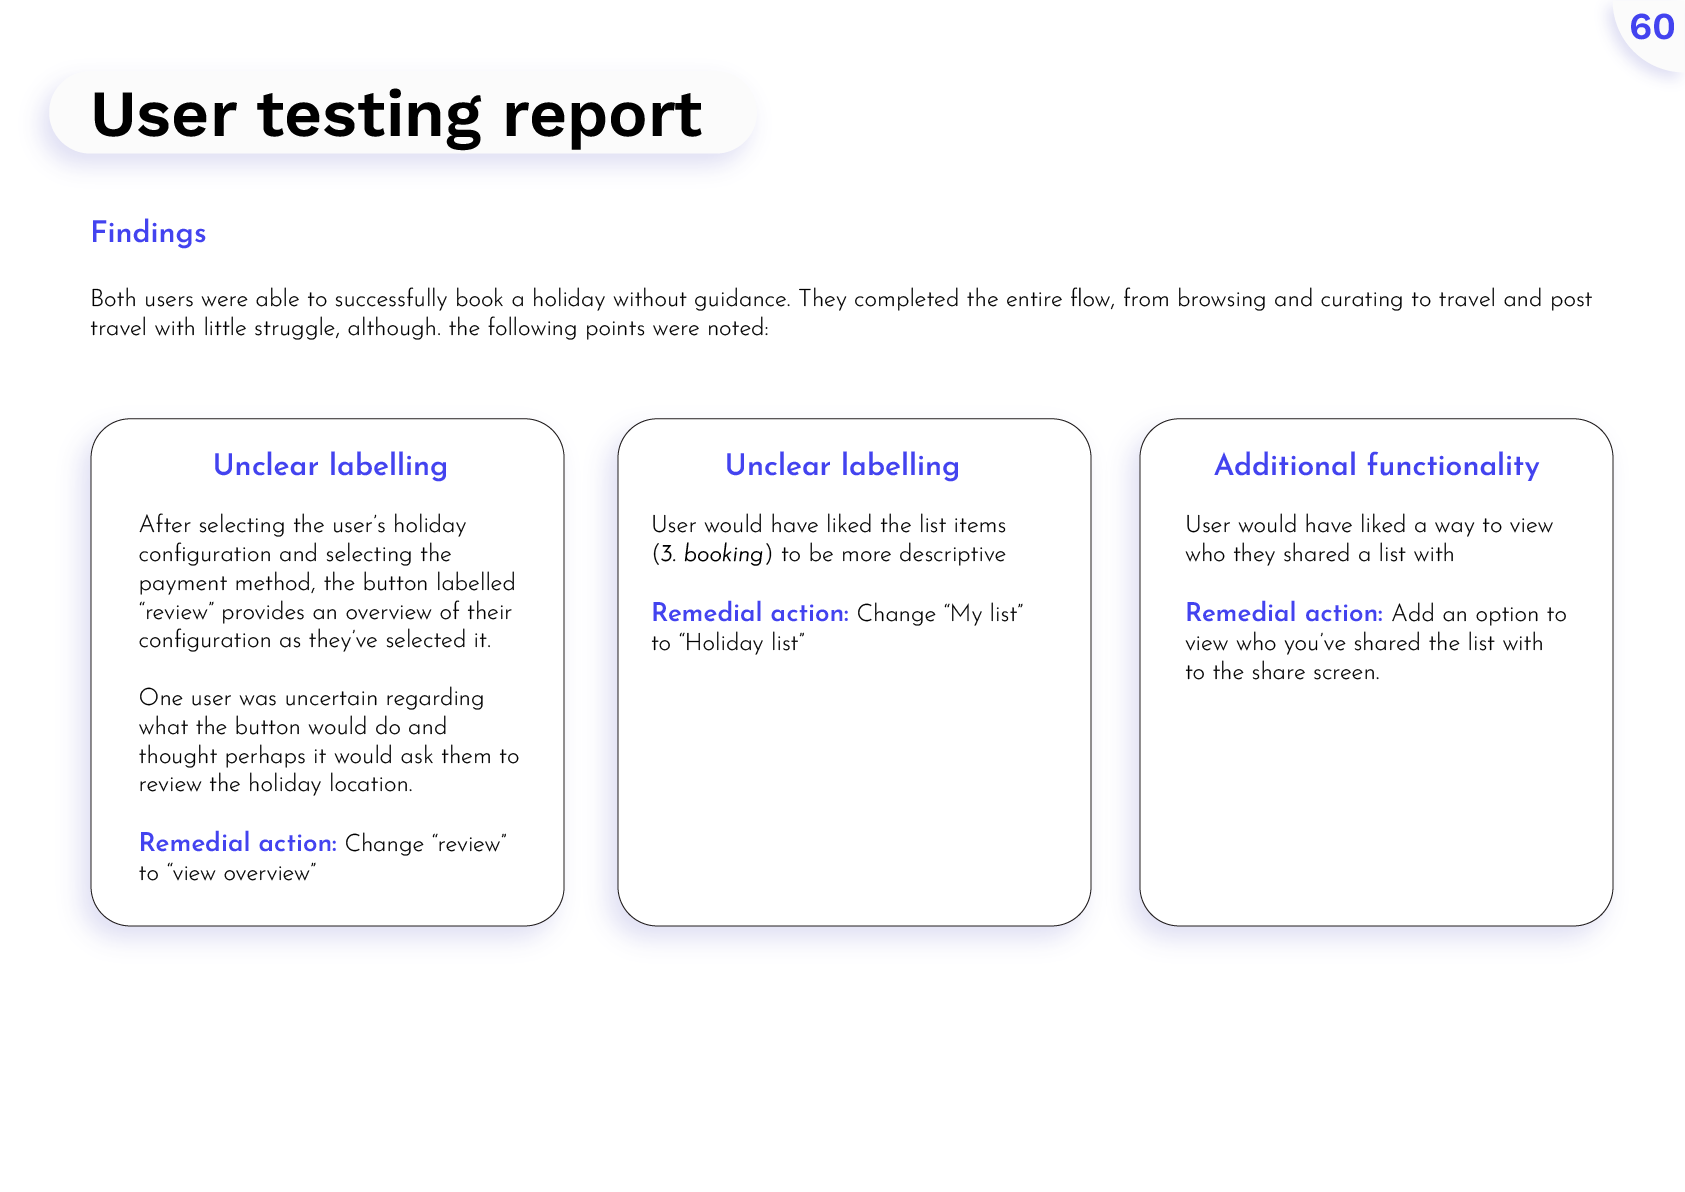 60
User testing report
Findings
Both users were able to successfully book a holiday without guidance. They completed the entire flow, from browsing and curating to travel and post
travel with little struggle, although. the following points were noted:
Unclear labelling
After selecting the user’s holiday
configuration and selecting the
payment method, the button labelled
“review” provides an overview of their
configuration as they’ve selected it.
One user was uncertain regarding
what the button would do and
thought perhaps it would ask them to
review the holiday location.
Remedial action: Change “review”
to “view overview”
Unclear labelling
User would have liked the list items
(3. booking) to be more descriptive
Remedial action: Change “My list”
to “Holiday list”
Additional functionality
User would have liked a way to view
who they shared a list with
Remedial action: Add an option to
view who you’ve shared the list with
to the share screen.